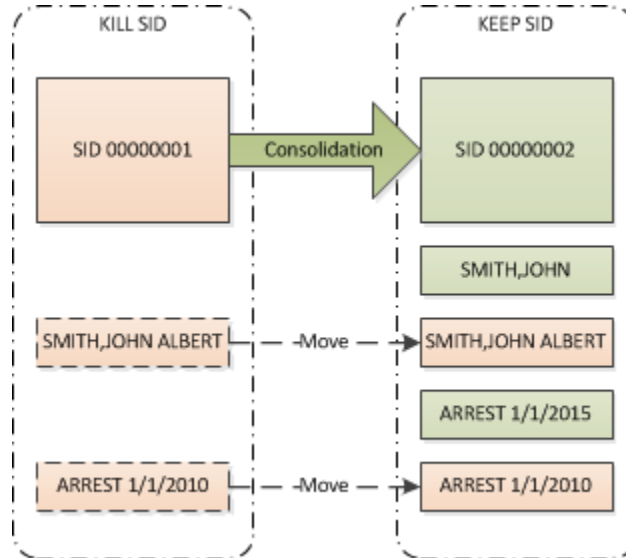 KILL SID
KEEP SID
SID 00000001
Consolidation
SID 00000002
SMITH,JOHN
SMITH,JOHN ALBERT
Move
SMITH,JOHN ALBERT
ARREST 1/1/2015
ARREST 1/1/2010
Move
ARREST 1/1/2010